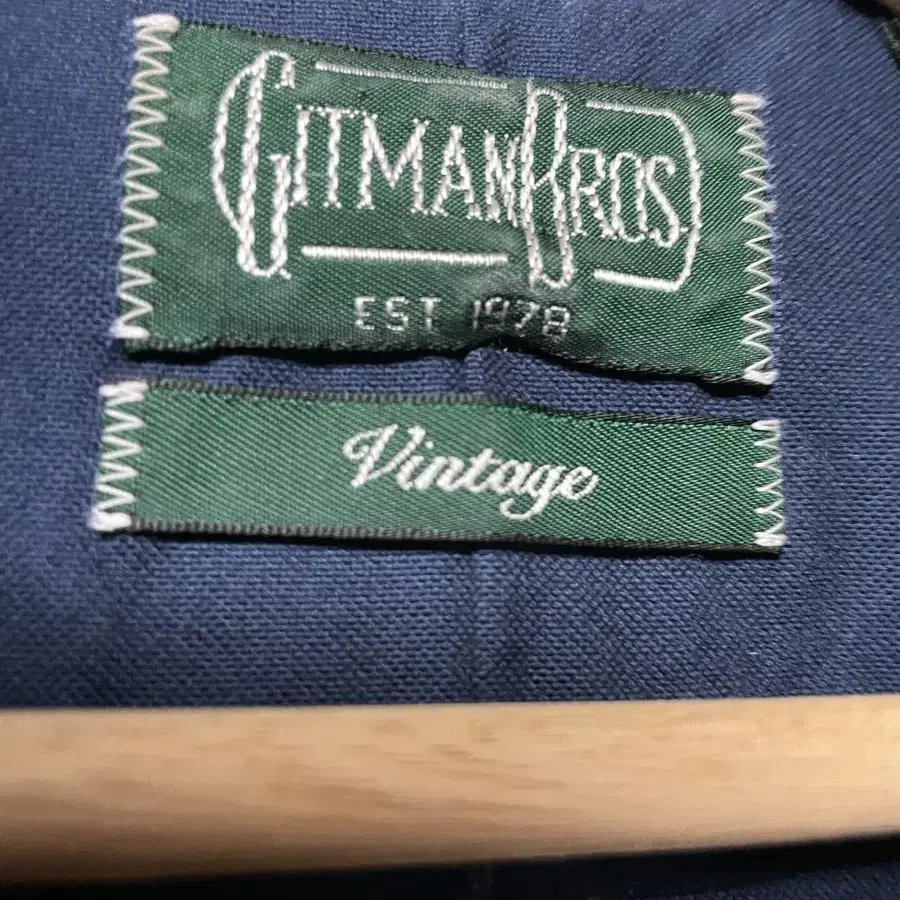 GITMAN BROS
EST 1978
Vintage